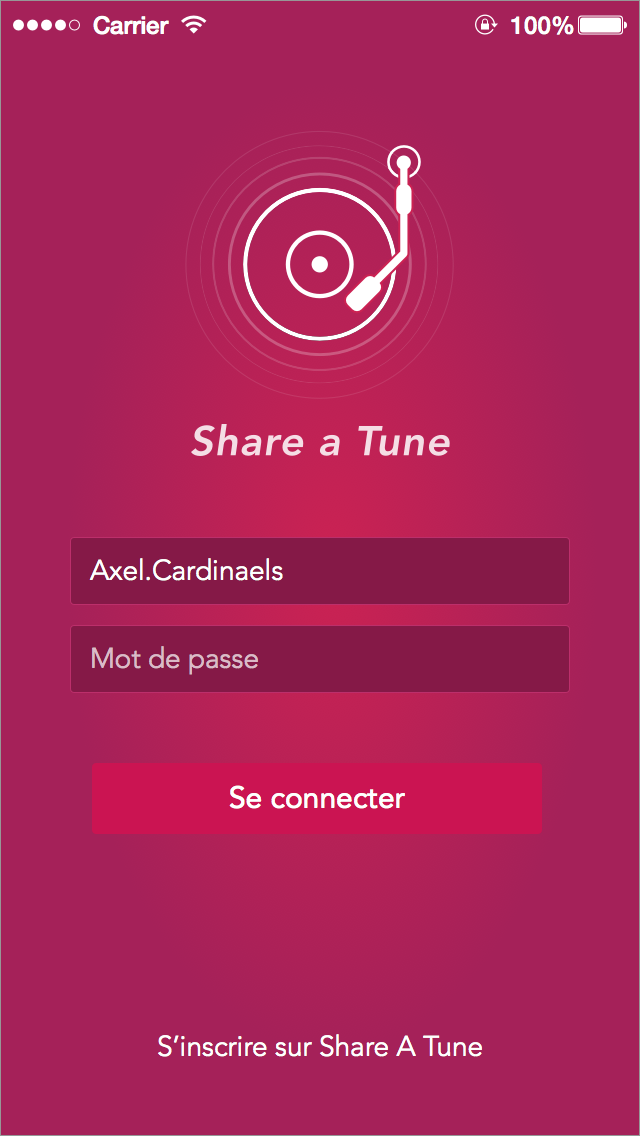 Carrier 100%
Share a Tune
Axel.Cardinaels
Mot de passe
Se connecter
S’inscrire sur Share A Tune